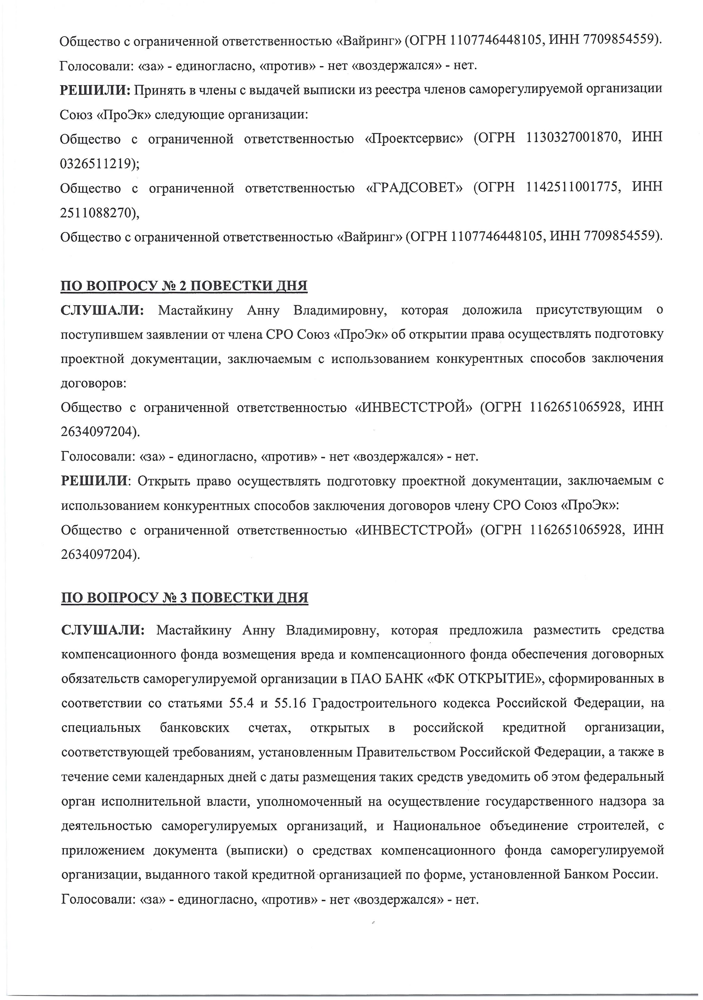 Общество с ограниченной ответственностью «Вайринг» (ОГРН 1107746448105, ИНН 7709854559).
Голосовали: «за» - единогласно, «против» - нет «воздержался» - нет.
РЕШИЛИ: Принять в члены с выдачей выписки из реестра членов саморегулируемой организации
Союз «ПроЭк» следующие организации:
Общество с ограниченной ответственностью «Проектсервис» (ОГРН 1130327001870, ИНН
0326511219);
Общество с ограниченной ответственностью «ГРАДСОВЕТ» (ОГРН 1142511001775, ИНН
2511088270),
Общество с ограниченной ответственностью «Вайринг» (ОГРН 1107746448105, ИНН 7709854559).
ПО ВОПРОСУ № 2 ПОВЕСТКИ ДНЯ
СЛУШАЛИ: Мастайкину Анну Владимировну, которая доложила присутствующим о
поступившем заявлении от члена СРО Союз «ПроЭк» об открытии права осуществлять подготовку
проектной документации, заключаемым с использованием конкурентных способов заключения
договоров:
Общество с ограниченной ответственностью «ИНВЕСТСТРОЙ» (ОГРН 1162651065928, ИНН
2634097204).
Голосовали: «за» - единогласно, «против» - нет «воздержался» - нет.
РЕШИЛИ: Открыть право осуществлять подготовку проектной документации, заключаемым с
использованием конкурентных способов заключения договоров члену СРО Союз «ПроЭк»:
Общество с ограниченной ответственностью «ИНВЕСТСТРОЙ» (ОГРН 1162651065928, ИНН
2634097204).
ПО ВОПРОСУ № 3 ПОВЕСТКИ ДНЯ
СЛУШАЛИ: Мастайкину Анну Владимировну, которая предложила разместить средства
компенсационного фонда возмещения вреда и компенсационного фонда обеспечения договорных
обязательств саморегулируемой организации в ПАО БАНК «ФК ОТКРЫТИЕ», сформированных в
соответствии со статьями 55.4 и 55.16 Градостроительного кодекса Российской Федерации, на
специальных банковских счетах, открытых в российской кредитной организации,
соответствующей требованиям, установленным Правительством Российской Федерации, а также в
течение семи календарных дней с даты размещения таких средств уведомить об этом федеральный
орган исполнительной власти, уполномоченный на осуществление государственного надзора за
деятельностью саморегулируемых организаций, и Национальное объединение строителей, с
приложением документа (выписки) о средствах компенсационного фонда саморегулируемой
организации, выданного такой кредитной организацией по форме, установленной Банком России.
Голосовали: «за» - единогласно, «против» - нет «воздержался» - нет.